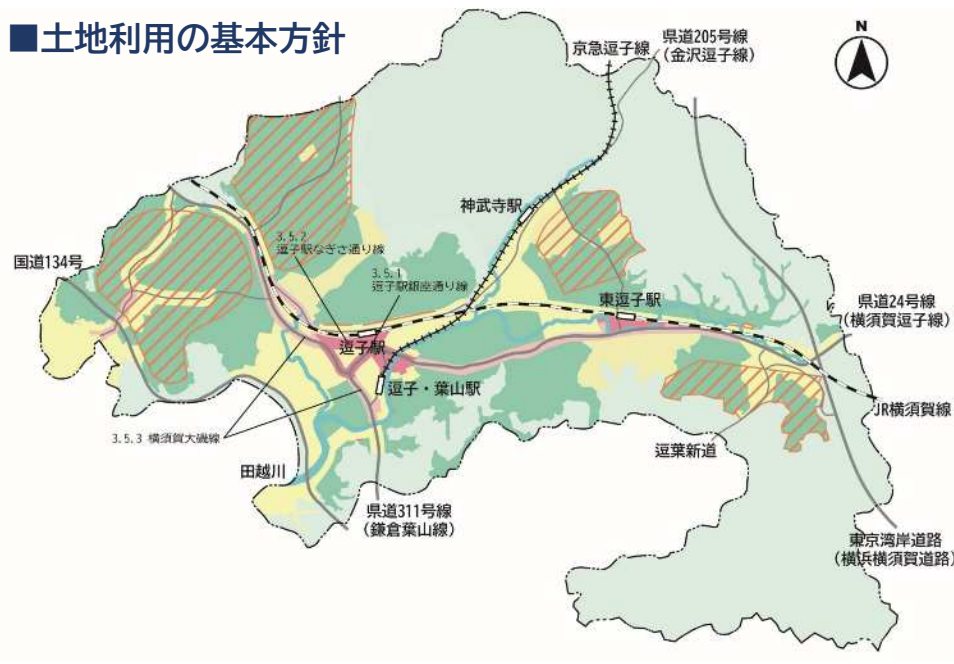 ■土地利用の基本方針
N
京急逗子線
県道205号線
(金沢逗子線)
神武寺駅
3.5.2
逗子駅なぎさ通り線
国道134号
3.5.1
逗子駅銀座通り線
東逗子駅
県道24号線
(横須賀逗子線)
逗子駅
逗子・葉山駅
JR横須賀線
3.5.3 横須賀大磯線
逗葉新道
田越川
県道311号線
(鎌倉葉山線)
東京湾岸道路
(横浜横須賀道路)